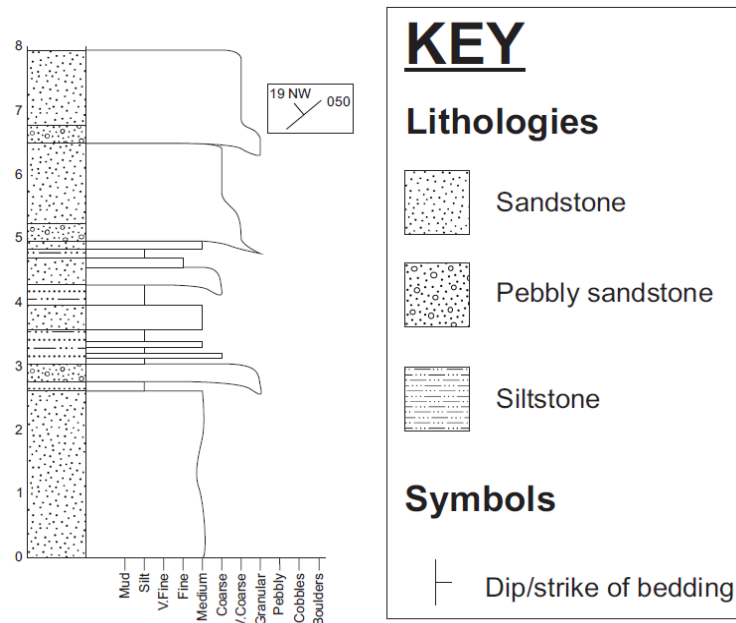 8
7
6
5
4
3
2
1
0
19 NW
050
Mud
Silt
V.Fine
Fine
Medium
Coarse
V.Coarse
Granular
Pebbly
Cobbles
Boulders
KEY
Lithologies
Sandstone
Pebbly sandstone
Siltstone
Symbols
Dip/strike of bedding